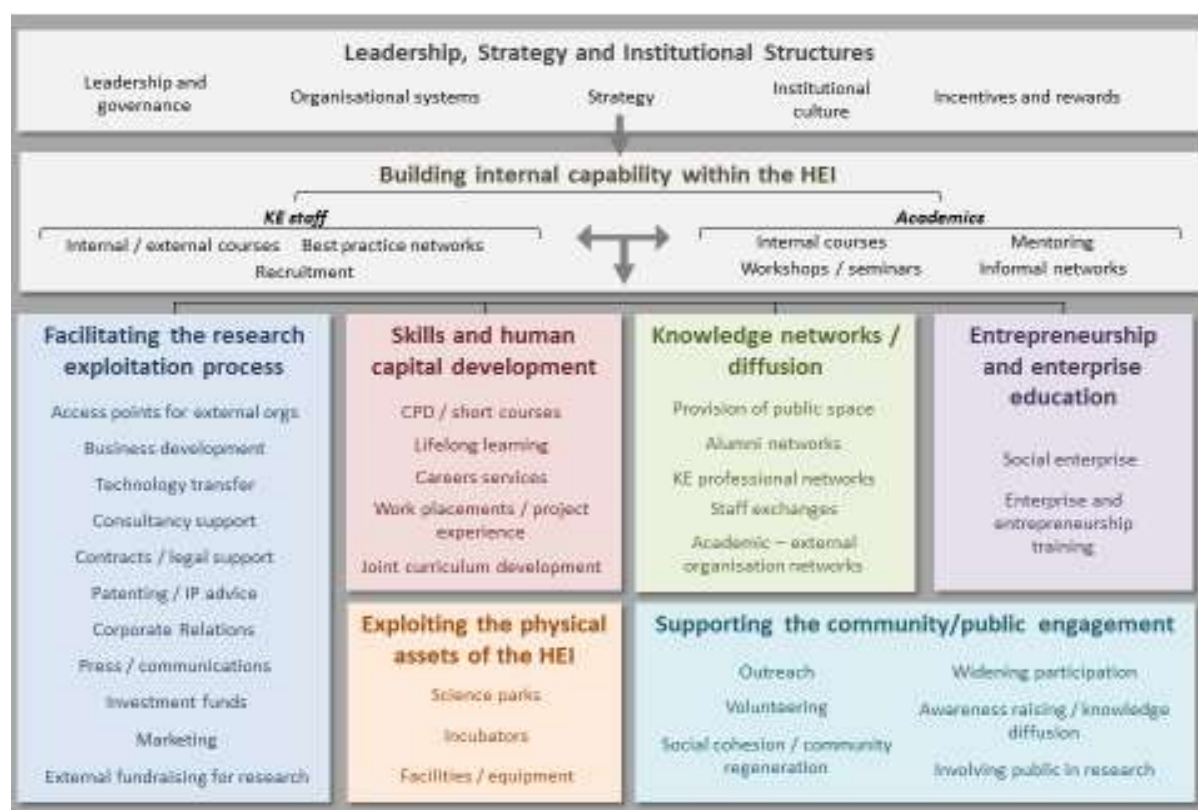 Leadership, Strategy and Institutional Structures
Leadership and
governance
Organisational systems
Strategy
Institutional
culture
Incentives and rewards
Building internal capability within the HEI
KE staff
Internal / external courses
Best practice networks
Recruitment
Academics
Internal courses
Mentoring
Workshops / seminars
Informal networks
Facilitating the research
exploitation process
Access points for external orgs
Business development
Technology transfer
Consultancy support
Contracts / legal support
Patenting / IP advice
Corporate Relations
Press / communications
Investment funds
Marketing
External fundraising for research
Skills and human
capital development
CPD / short courses
Lifelong learning
Careers services
Work placements / project
experience
Joint curriculum development
Knowledge networks /
diffusion
Provision of public space
Alumni networks
KE professional networks
Staff exchanges
Academic – external
organisation networks
Entrepreneurship
and enterprise
education
Social enterprise
Enterprise and
entrepreneurship
training
Exploiting the physical
assets of the HEI
Science parks
Incubators
Facilities / equipment
Supporting the community/public engagement
Outreach
Volunteering
Social cohesion / community
regeneration
Widening participation
Awareness raising / knowledge
diffusion
Involving public in research